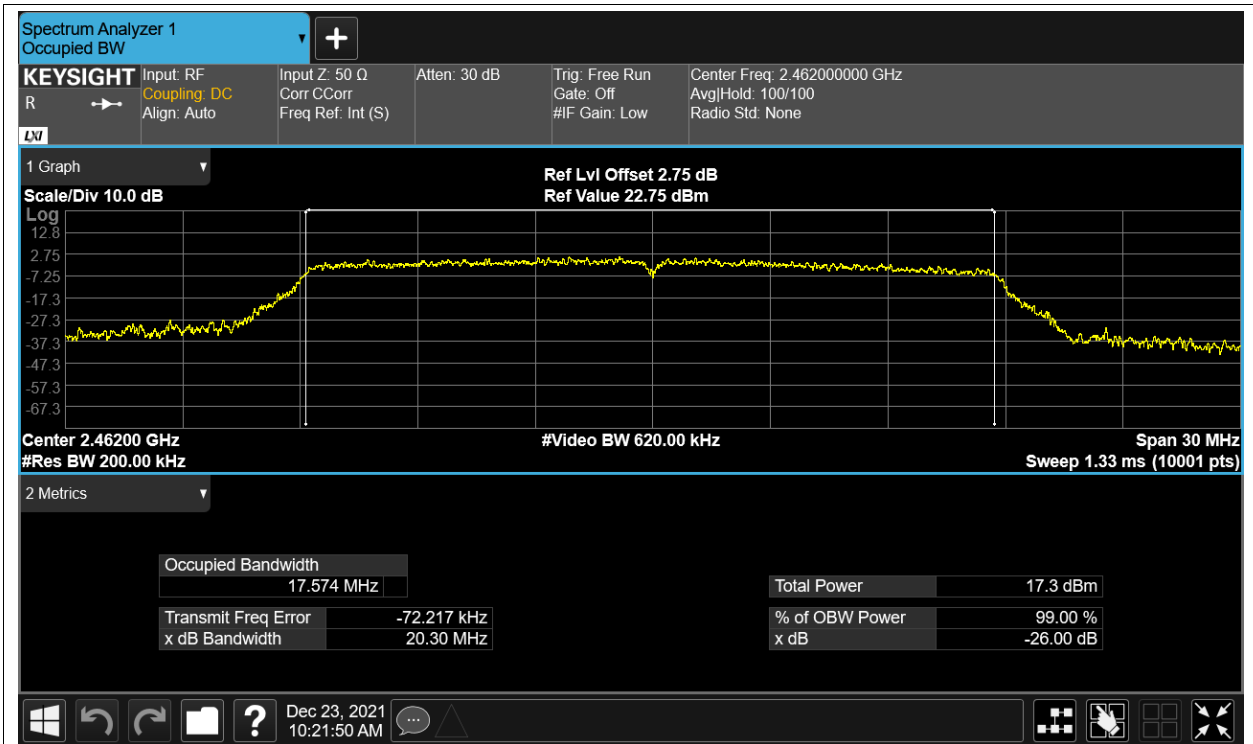 Spectrum Analyzer 1
Occupied BW
KEYSIGHT
R
LXI
Input: RF
Coupling: DC
Align: Auto
Input Z: 50 Ω
Corr CCorr
Freq Ref: Int (S)
Atten: 30 dB
Trig: Free Run
Gate: Off
#IF Gain: Low
Center Freq: 2.462000000 GHz
Avg|Hold: 100/100
Radio Std: None
1 Graph
Scale/Div 10.0 dB
Ref Lvl Offset 2.75 dB
Ref Value 22.75 dBm
Log
12.8
2.75
-7.25
-17.3
-27.3
-37.3
-47.3
-57.3
-67.3
Center 2.46200 GHz
#Video BW 620.00 kHz
Span 30 MHz
#Res BW 200.00 kHz
Sweep 1.33 ms (10001 pts)
2 Metrics
Occupied Bandwidth
17.574 MHz
Total Power 17.3 dBm
Transmit Freq Error -72.217 kHz
% of OBW Power 99.00 %
x dB Bandwidth 20.30 MHz
x dB -26.00 dB
?
Dec 23, 2021
10:21:50 AM